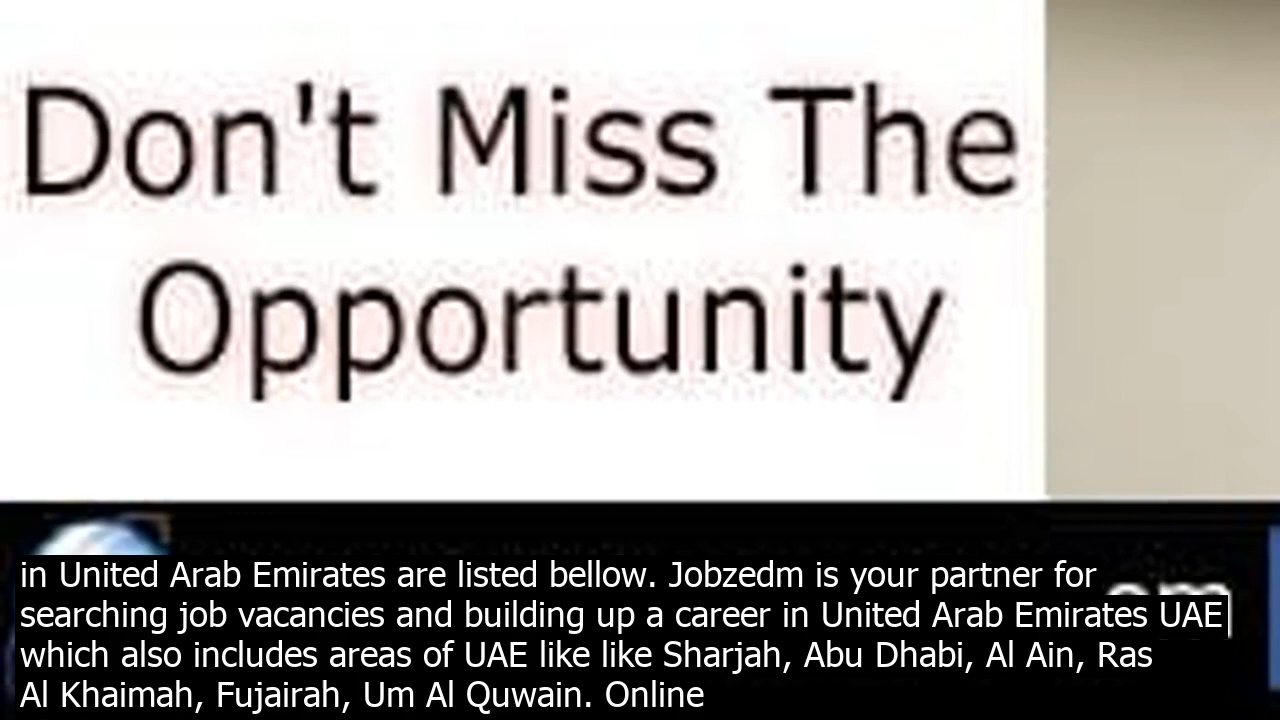 Don't Miss The
Opportunity
in United Arab Emirates are listed bellow. Jobzedm is your partner for
searching job vacancies and building up a career in United Arab Emirates UAE
which also includes areas of UAE like like Sharjah, Abu Dhabi, Al Ain, Ras
Al Khaimah, Fujairah, Um Al Quwain. Online